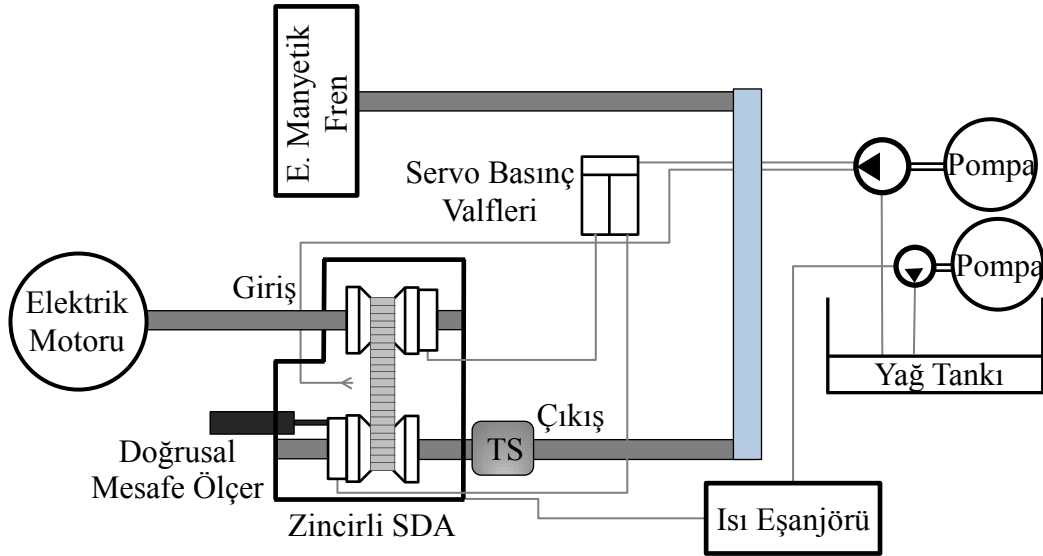 E. Manyetik
Fren
Servo Basınç
Valfleri
Pompa
Pompa
Giriş
Elektrik
Motoru
Yağ Tankı
Çıkış
TS
Doğrusal
Mesafe Ölçer
Isı Eşanjörü
Zincirli SDA